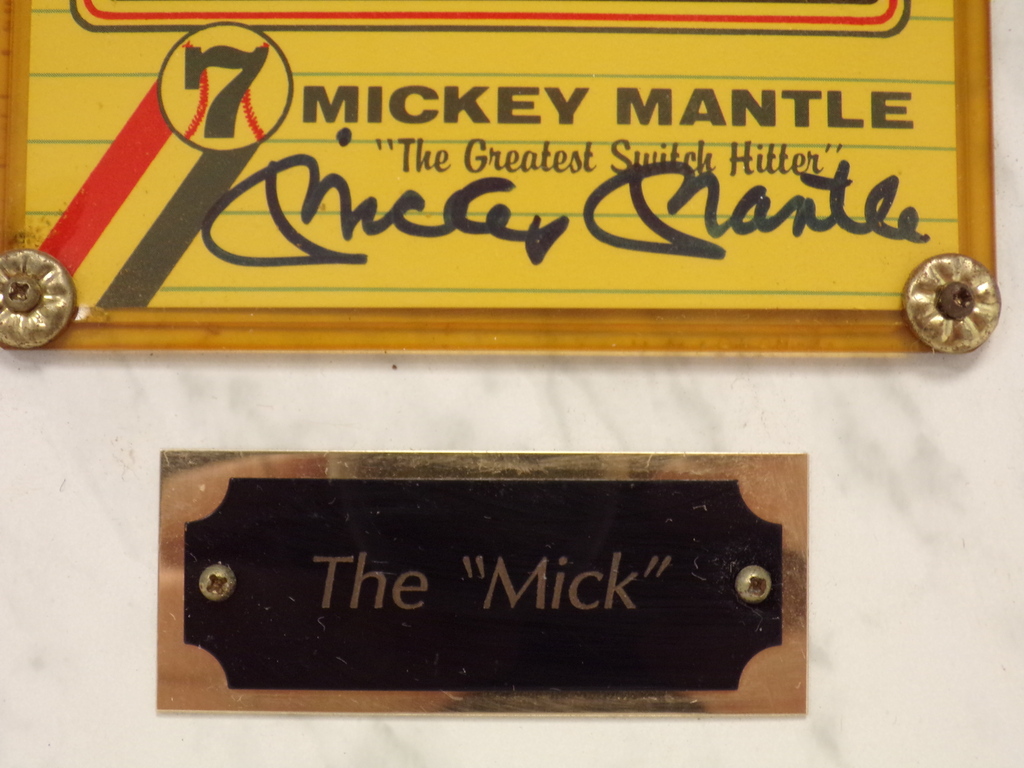 7
MICKEY MANTLE
"The Greatest Switch Hitter"
Mickey Mantle
The "Mick"